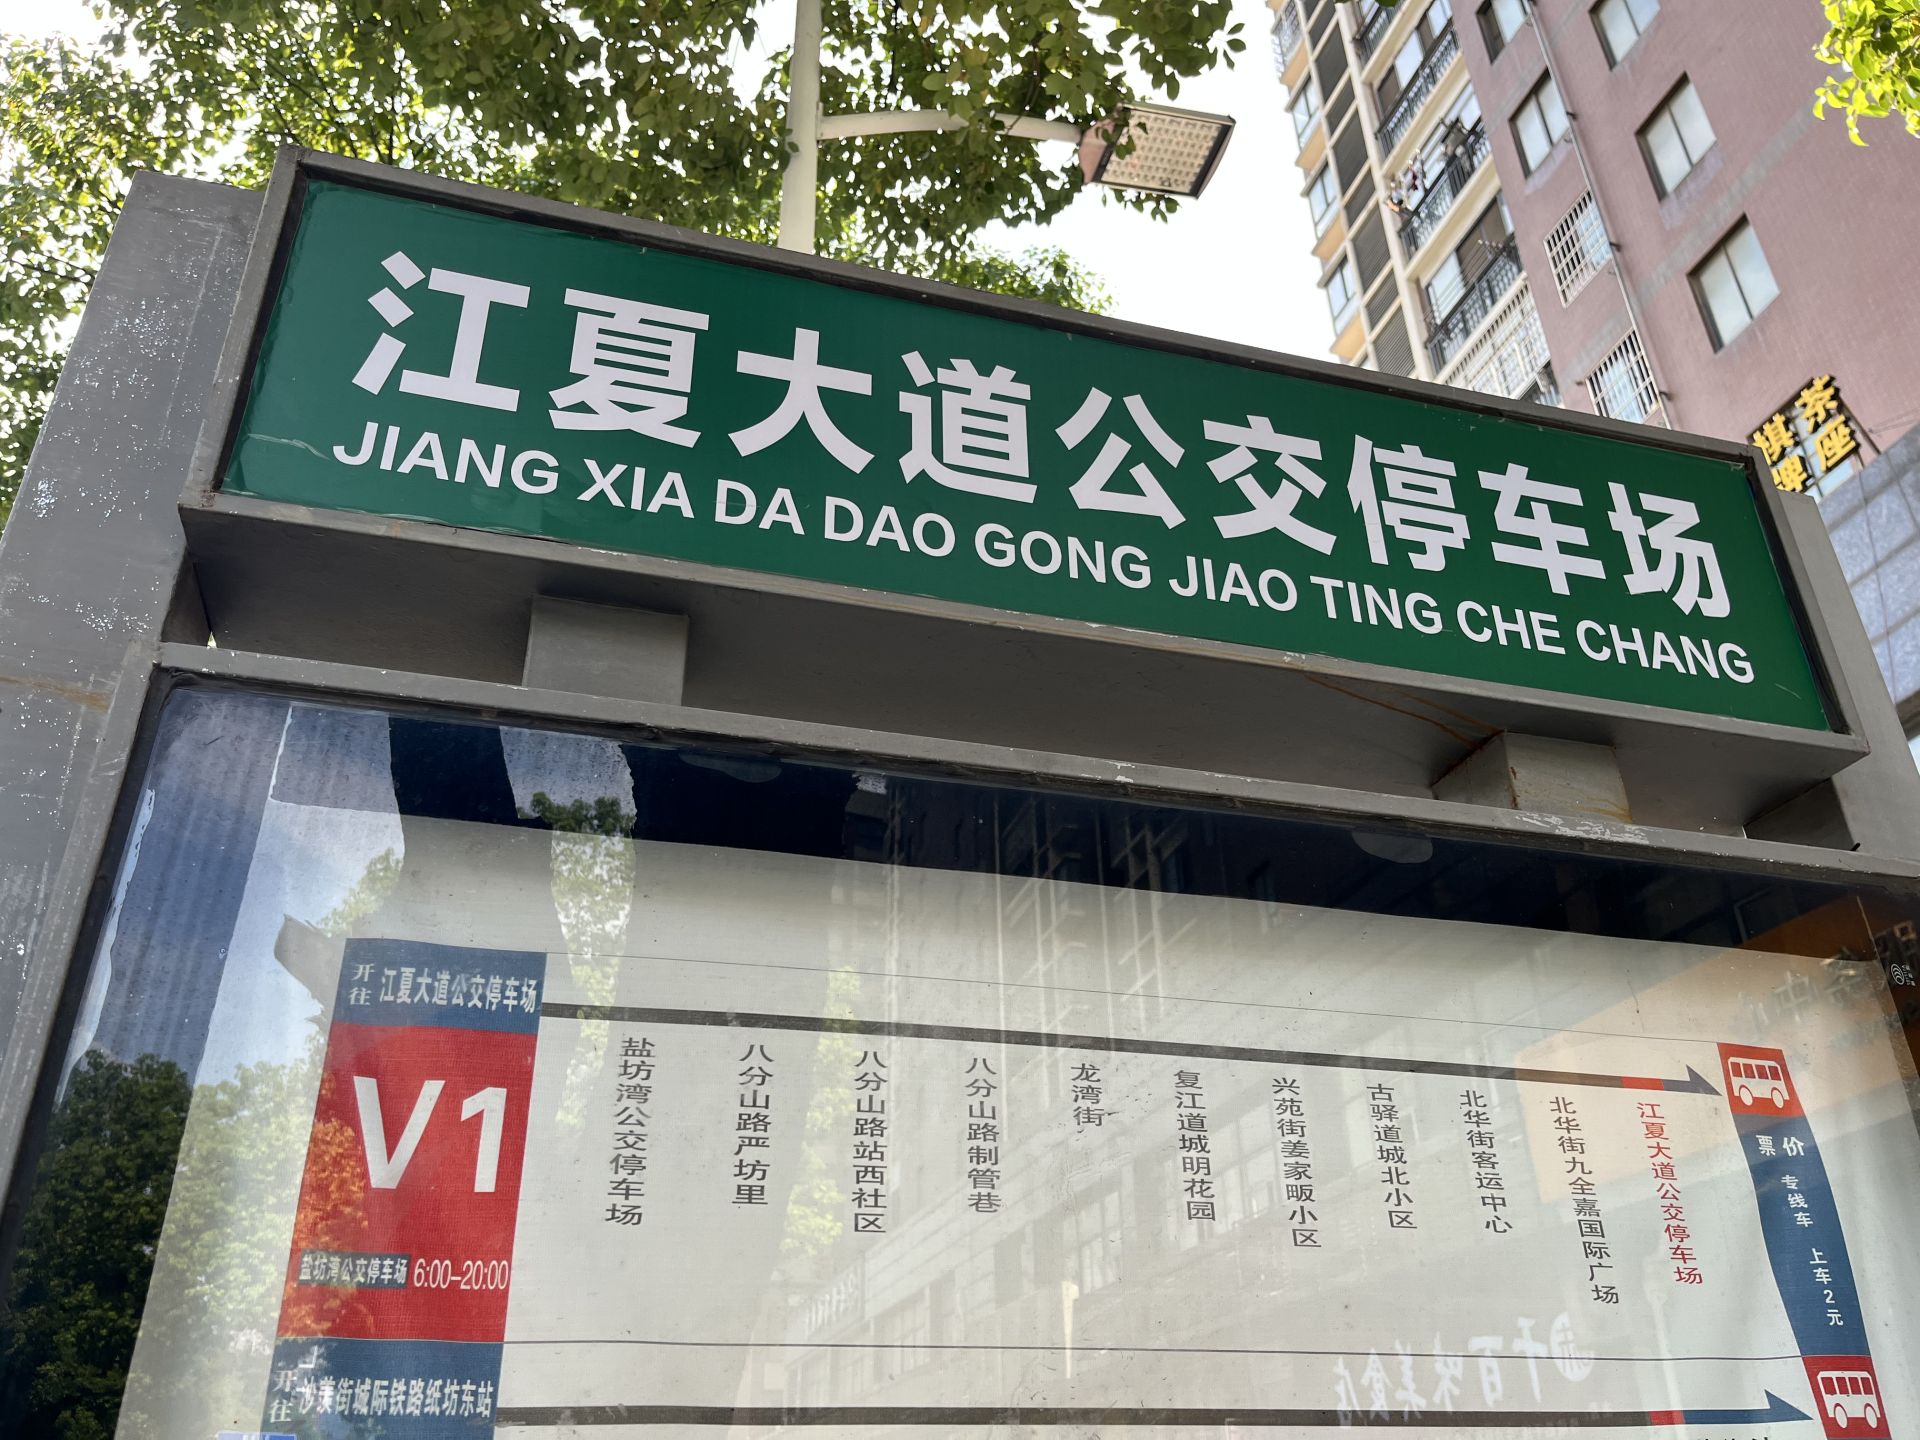 江夏大道公交停车场
JIANG XIA DA DAO GONG JIAO TING CHE CHANG
茶座
棋牌
开往 江夏大道公交停车场
V1
盐坊湾公交停车场 6:00-20:00
盐坊湾公交停车场
八分山路严坊里
八分山路站西社区
八分山路制管巷
龙湾街
复江道城明花园
兴苑街姜家畈小区
古驿道城北小区
北华街客运中心
北华街九全嘉国际广场
江夏大道公交停车场
票价 专线车 上车2元
开往 沙羡街城际铁路纸坊东站
千百味美食店